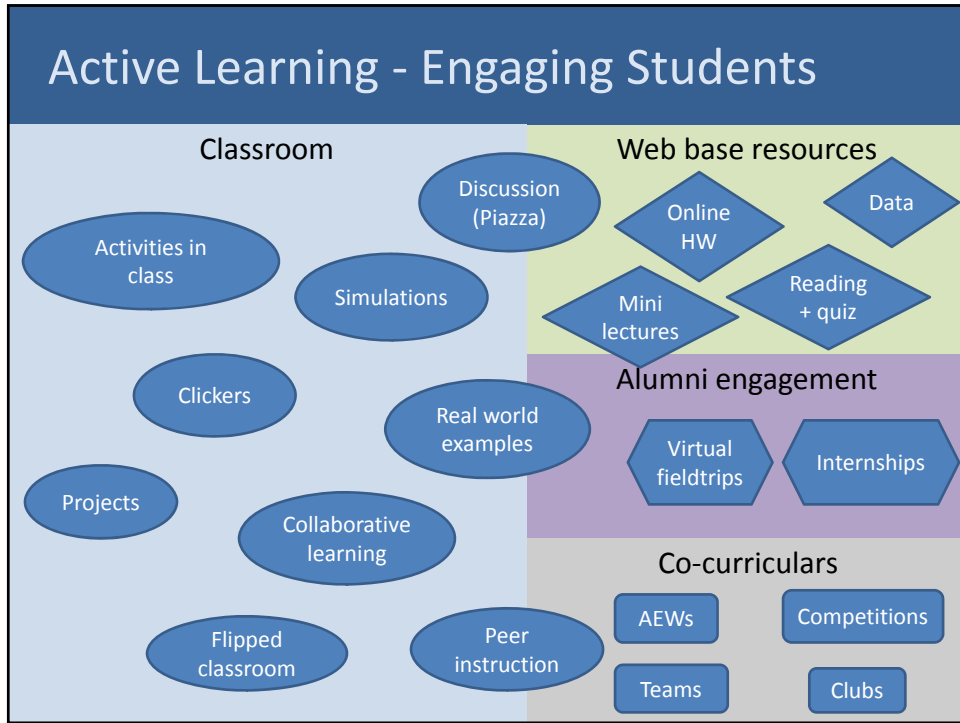 Active Learning - Engaging Students
Classroom
Discussion
(Piazza)
Activities in
class
Simulations
Clickers
Real world
examples
Projects
Collaborative
learning
Flipped
classroom
Peer
instruction
Web base resources
Online
HW
Data
Mini
lectures
Reading
+ quiz
Alumni engagement
Virtual
fieldtrips
Internships
Co-curriculars
AEWs
Competitions
Teams
Clubs